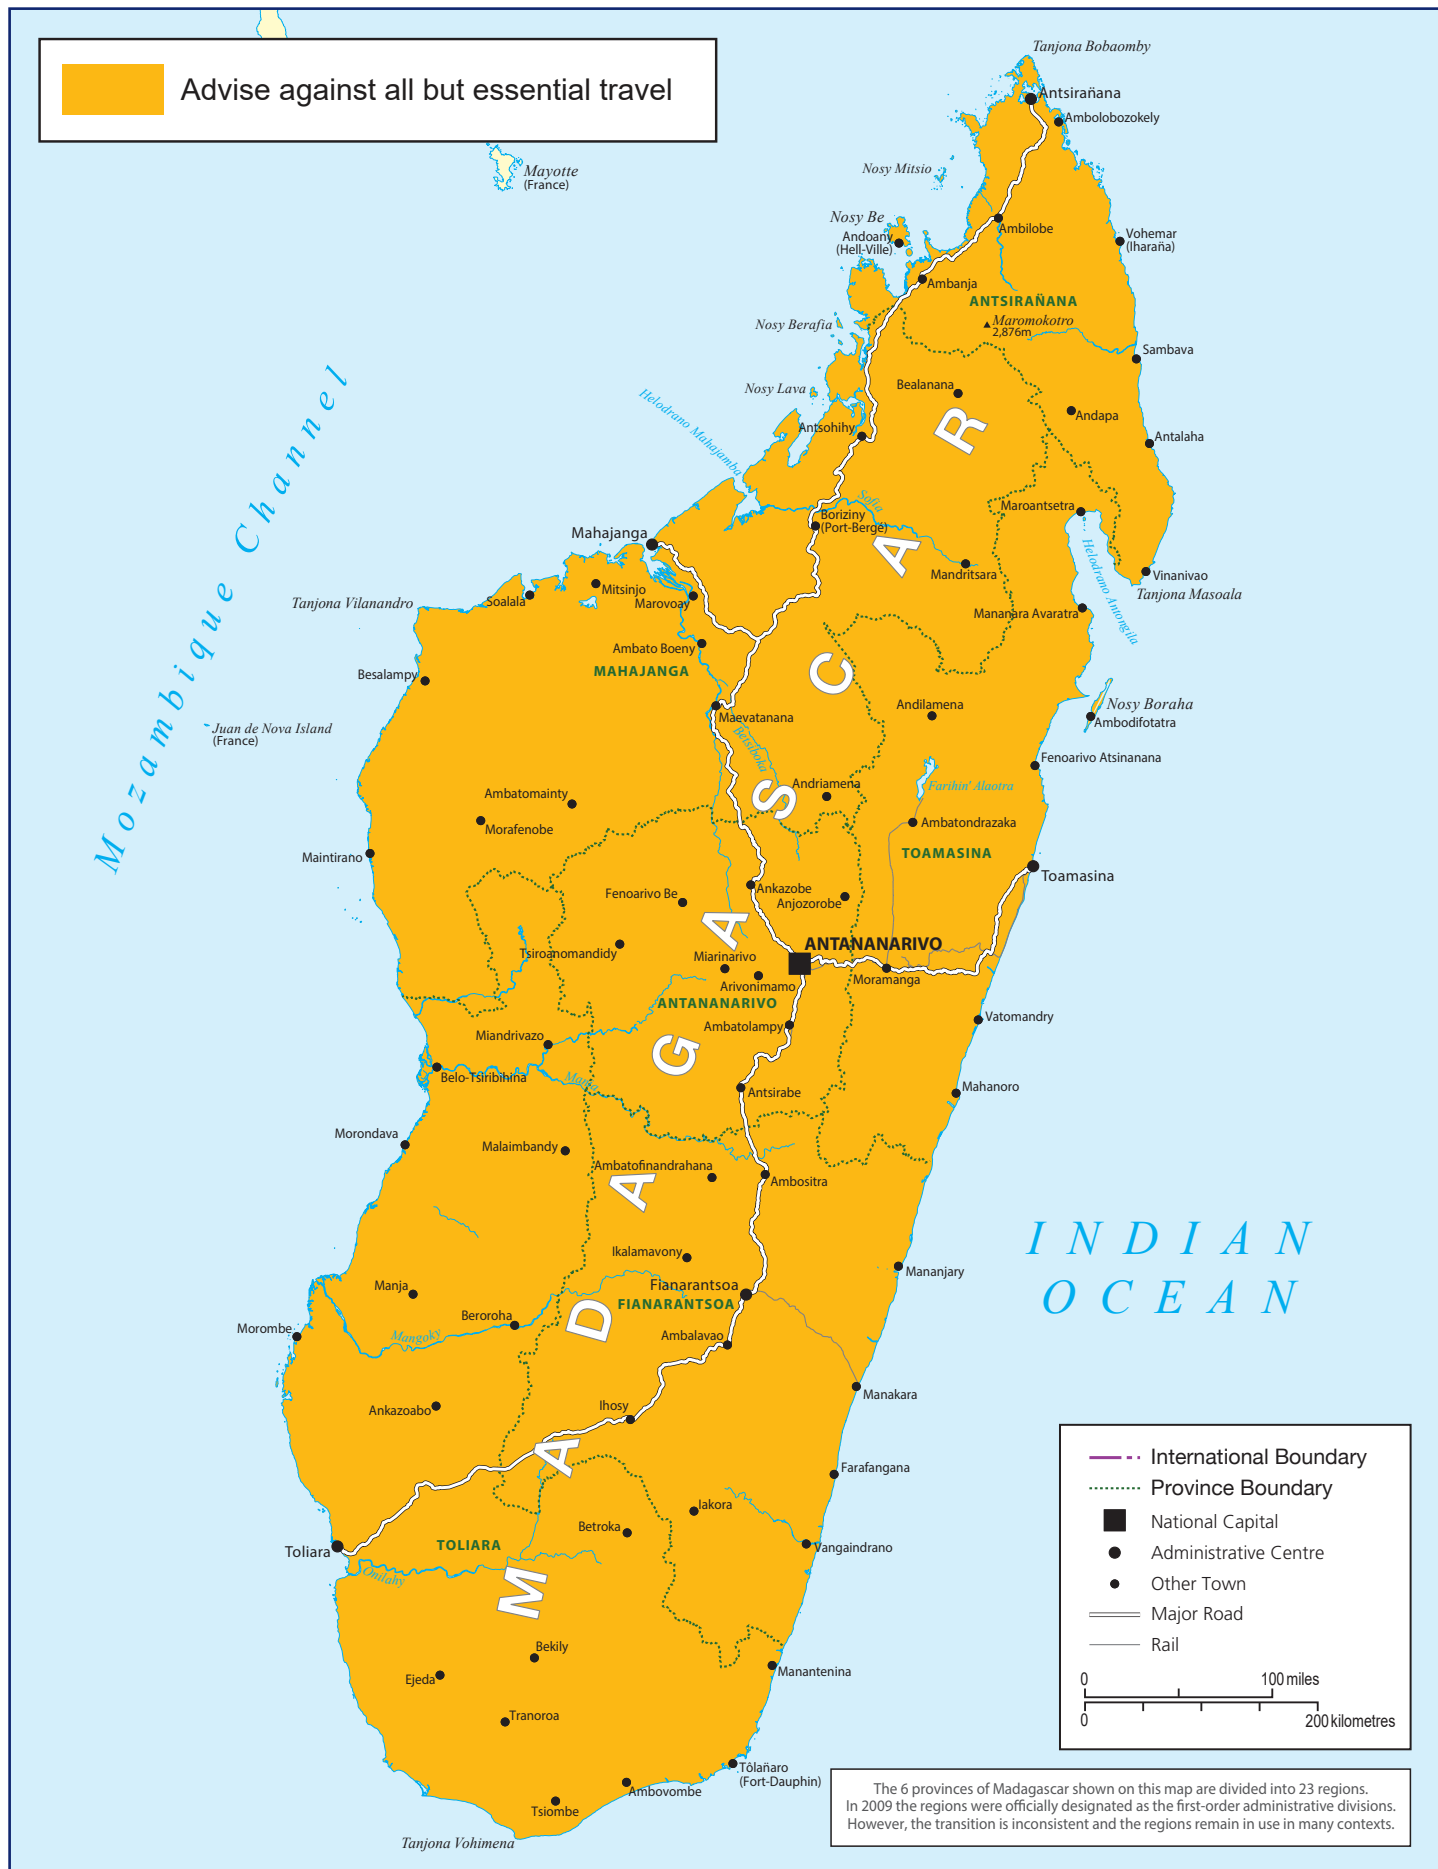 Advise against all but essential travel
Tanjona Bobaomby
Antsirañana
Ambolobozokely
Mayotte
(France)
Nosy Mitsio
Nosy Be
Andoany
(Hell-Ville)
Ambilobe
Vohemar
(Iharaña)
Ambanja
ANTSIRAÑANA
Maromokotro
2,876m
Nosy Berafia
Sambava
Nosy Lava
Bealanana
Andapa
Helodrano Mahajamba
Antsohihy
Antalaha
Sofia
Maroantsetra
Boriziny
(Port-Bergé)
Mahajanga
Helodrano Antongila
Mandritsara
Vinanivao
Tanjona Masoala
Mitsinjo
Soalala
Marovoay
Tanjona Vilanandro
Mananara Avaratra
Ambato Boeny
MAHAJANGA
Besalampy
Mozambique Channel
Juan de Nova Island
(France)
Maevatanana
Betsiboka
Andilamena
Nosy Boraha
Ambodifotatra
Fenoarivo Atsinanana
Andriamena
Farihin' Alaotra
Ambatomainty
Morafenobe
Ambatondrazaka
Maintirano
TOAMASINA
Toamasina
Fenoarivo Be
Ankazobe
Anjozorobe
Tsiroanomandidy
ANTANANARIVO
Miarinarivo
Arivonimamo
Moramanga
ANTANANARIVO
Ambatolampy
Vatomandry
Miandrivazo
Belo-Tsiribihina
Mania
Antsirabe
Mahanoro
Morondava
Malaimbandy
Ambatofinandrahana
Ambositra
MADAGASCAR
INDIAN
OCEAN
Ikalamavony
Mananjary
Manja
Fianarantsoa
FIANARANTSOA
Beroroha
Morombe
Mangoky
Ambalavao
Manakara
Ankazoabo
Ihosy
Farafangana
Iakora
Betroka
Vangaindrano
Toliara
TOLIARA
Onilahy
Bekily
Ejeda
Manantenina
Tranoroa
Tôlañaro
(Fort-Dauphin)
Ambovombe
Tsiombe
Tanjona Vohimena
International Boundary
Province Boundary
National Capital
Administrative Centre
Other Town
Major Road
Rail
0 100 miles
0 200 kilometres
The 6 provinces of Madagascar shown on this map are divided into 23 regions.
In 2009 the regions were officially designated as the first-order administrative divisions.
However, the transition is inconsistent and the regions remain in use in many contexts.